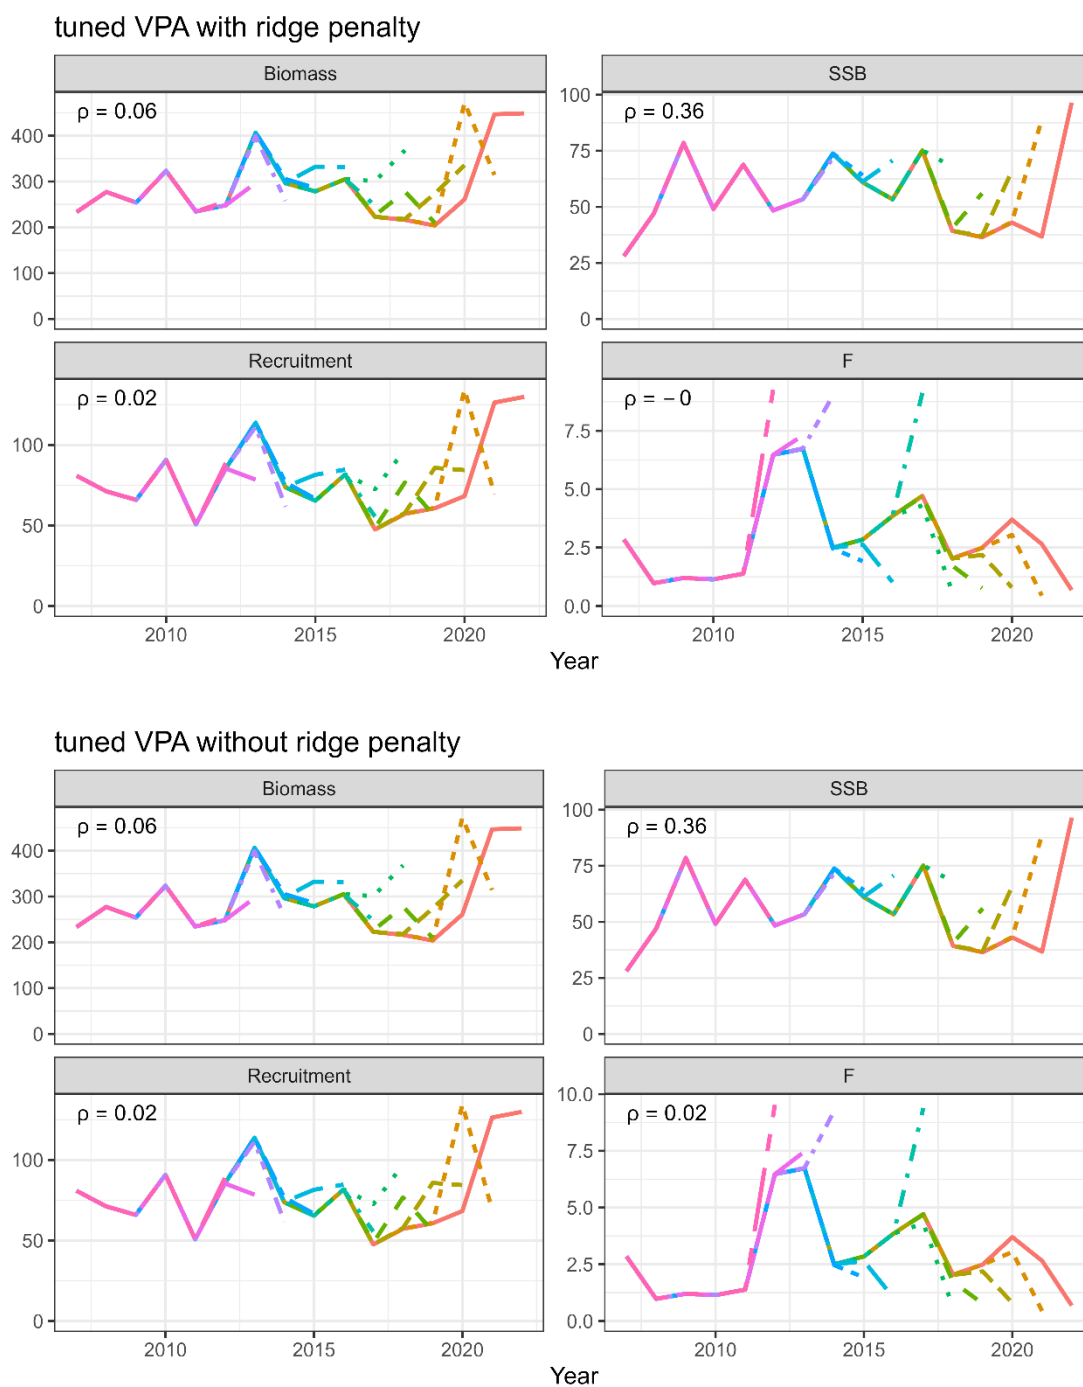 tuned VPA with ridge penalty
Biomass
SSB
ρ = 0.06
ρ = 0.36
400
300
200
100
0
100
75
50
25
0
Recruitment
F
ρ = 0.02
ρ = −0
100
50
0
7.5
5.0
2.5
0.0
2010 2015 2020
2010 2015 2020
Year
tuned VPA without ridge penalty
Biomass
SSB
ρ = 0.06
ρ = 0.36
400
300
200
100
0
100
75
50
25
0
Recruitment
F
ρ = 0.02
ρ = 0.02
100
50
0
10.0
7.5
5.0
2.5
0.0
2010 2015 2020
2010 2015 2020
Year